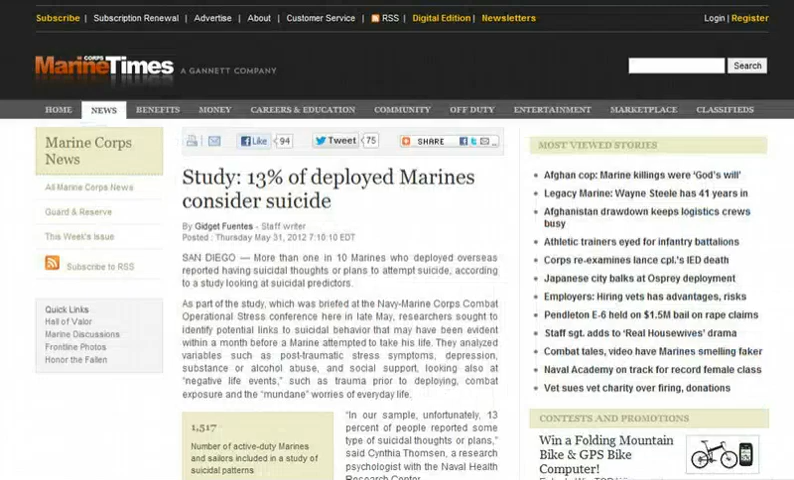 Subscribe | Subscription Renewal | Advertise | About | Customer Service | RSS | Digital Edition | Newsletters
Login | Register
Marine CORPS Times A GANNETT COMPANY
Search
HOME NEWS BENEFITS MONEY CAREERS & EDUCATION COMMUNITY OFF DUTY ENTERTAINMENT MARKETPLACE CLASSIFIEDS
Marine Corps
News
All Marine Corps News
Guard & Reserve
This Week's Issue
Subscribe to RSS
Quick Links
Hall of Valor
Marine Discussions
Frontline Photos
Honor the Fallen
Like 94 Tweet 75 SHARE
Study: 13% of deployed Marines
consider suicide
By Gidget Fuentes - Staff writer
Posted : Thursday May 31, 2012 7:10:10 EDT
SAN DIEGO — More than one in 10 Marines who deployed overseas
reported having suicidal thoughts or plans to attempt suicide, according
to a study looking at suicidal predictors.
As part of the study, which was briefed at the Navy-Marine Corps Combat
Operational Stress conference here in late May, researchers sought to
identify potential links to suicidal behavior that may have been evident
within a month before a Marine attempted to take his life. They analyzed
variables such as post-traumatic stress symptoms, depression,
substance or alcohol abuse, and social support, looking also at
“negative life events,” such as trauma prior to deploying, combat
exposure and the “mundane” worries of everyday life.
1,517
Number of active-duty Marines
and sailors included in a study of
suicidal patterns
“In our sample, unfortunately, 13
percent of people reported some
type of suicidal thoughts or plans,”
said Cynthia Thomsen, a research
psychologist with the Naval Health
Research Center
MOST VIEWED STORIES
Afghan cop: Marine killings were ‘God’s will’
Legacy Marine: Wayne Steele has 41 years in
Afghanistan drawdown keeps logistics crews
busy
Athletic trainers eyed for infantry battalions
Corps re-examines lance cpl.'s IED death
Japanese city balks at Osprey deployment
Employers: Hiring vets has advantages, risks
Pendleton E-6 held on $1.5M bail on rape claims
Staff sgt. adds to ‘Real Housewives’ drama
Combat tales, video have Marines smelling faker
Naval Academy on track for record female class
Vet sues vet charity over firing, donations
CONTESTS AND PROMOTIONS
Win a Folding Mountain
Bike & GPS Bike
Computer!